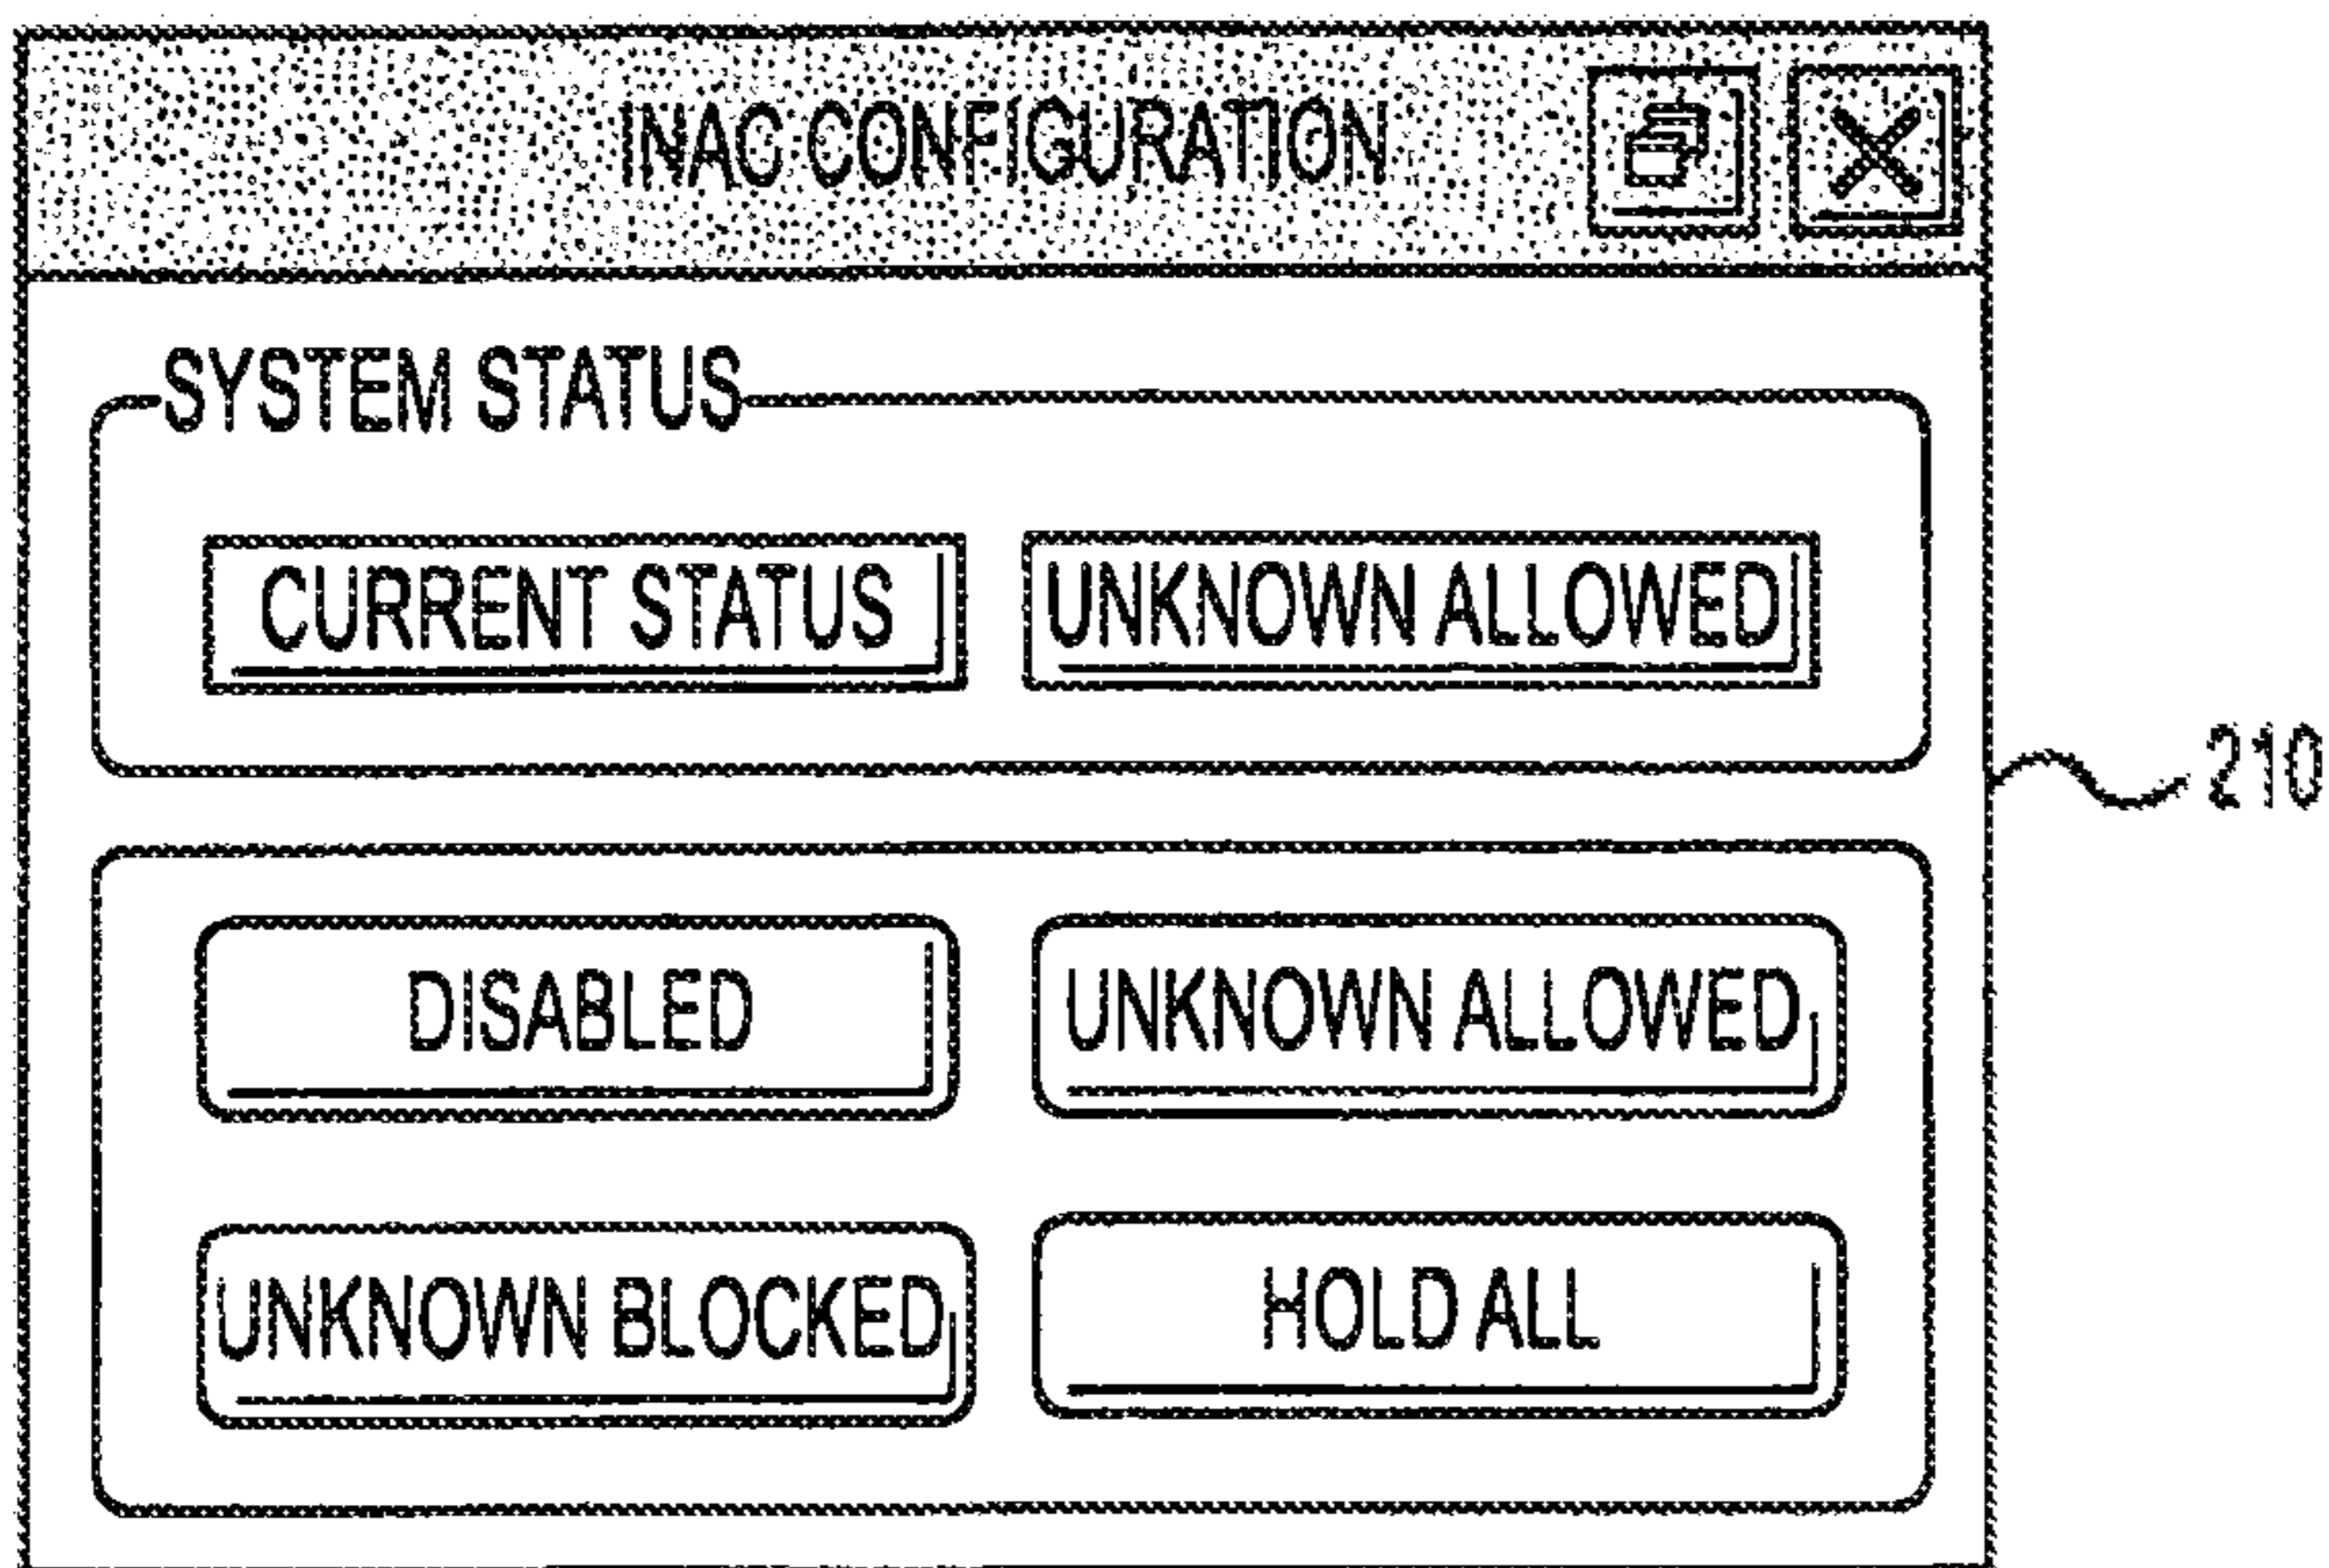 INAC CONFIGURATION
SYSTEM STATUS
CURRENT STATUS UNKNOWN ALLOWED
210
DISABLED UNKNOWN ALLOWED
UNKNOWN BLOCKED HOLD ALL